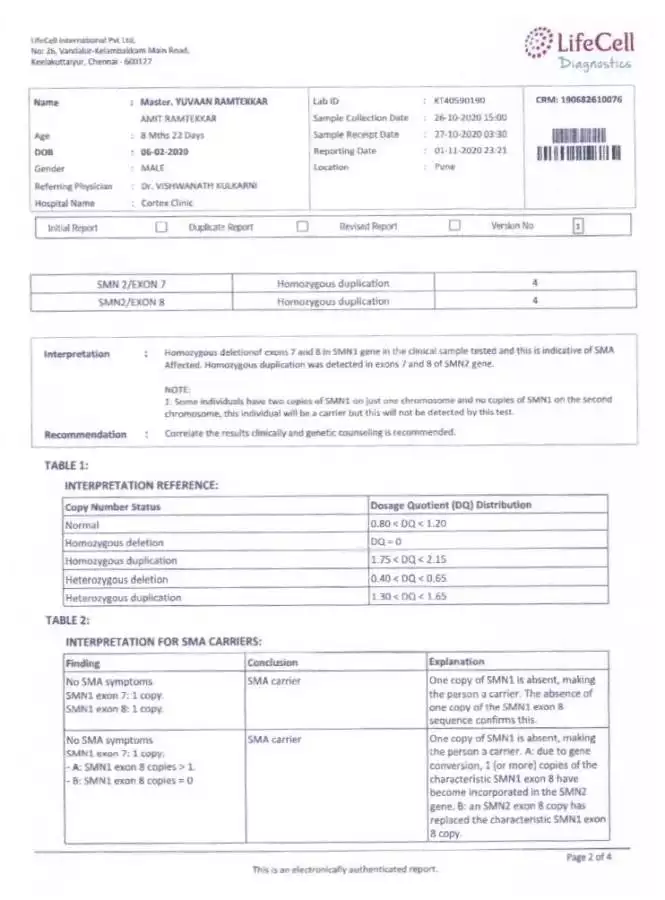 LifeCell International Pvt Ltd,
No: 26, Vandalur-Kelambakkam Main Road,
Keelakottaiyur, Chennai - 600127
LifeCell
Diagnostics
Name : Master. YUVAAN RAMTEKKAR
AMIT RAMTEKKAR
Age : 8 Mths 22 Days
DOB : 06-02-2020
Gender : MALE
Referring Physician : Dr. VISHWANATH KULKARNI
Hospital Name : Cortex Clinic
Lab ID : KT40590190
Sample Collection Date : 26-10-2020 15:00
Sample Receipt Date : 27-10-2020 03:30
Reporting Date : 01-11-2020 23:21
Location : Pune
CRM: 190682610076
Initial Report Duplicate Report Revised Report Version No 1
SMN 2/EXON 7 Homozygous duplication 4
SMN2/EXON 8 Homozygous duplication 4
Interpretation : Homozygous deletionof exons 7 and 8 in SMN1 gene in the clinical sample tested and this is indicative of SMA
Affected. Homozygous duplication was detected in exons 7 and 8 of SMN2 gene.
NOTE:
1. Some individuals have two copies of SMN1 on just one chromosome and no copies of SMN1 on the second
chromosome, this individual will be a carrier but this will not be detected by this test.
Recommendation : Correlate the results clinically and genetic counseling is recommended.
TABLE 1:
INTERPRETATION REFERENCE:
Copy Number Status Dosage Quotient (DQ) Distribution
Normal 0.80 < DQ < 1.20
Homozygous deletion DQ = 0
Homozygous duplication 1.75 < DQ < 2.15
Heterozygous deletion 0.40 < DQ < 0.65
Heterozygous duplication 1.30 < DQ < 1.65
TABLE 2:
INTERPRETATION FOR SMA CARRIERS:
Finding Conclusion Explanation
No SMA symptoms
SMN1 exon 7: 1 copy.
SMN1 exon 8: 1 copy.
SMA carrier
One copy of SMN1 is absent, making
the person a carrier. The absence of
one copy of the SMN1 exon 8
sequence confirms this.
No SMA symptoms
SMN1 exon 7: 1 copy.
- A: SMN1 exon 8 copies > 1.
- B: SMN1 exon 8 copies = 0
SMA carrier
One copy of SMN1 is absent, making
the person a carrier. A: due to gene
conversion, 1 (or more) copies of the
characteristic SMN1 exon 8 have
become incorporated in the SMN2
gene. B: an SMN2 exon 8 copy has
replaced the characteristic SMN1 exon
8 copy.
Page 2 of 4
This is an electronically authenticated report.